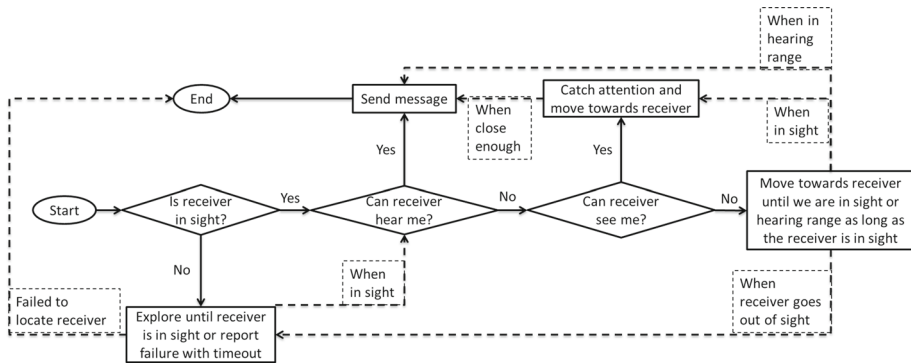 When in
hearing
range
End
Send message
Catch attention and
move towards receiver
When
close
enough
When
in sight
Yes
Yes
Start
Is receiver
in sight?
Yes
Can receiver
hear me?
No
Can receiver
see me?
No
Move towards receiver
until we are in sight or
hearing range as long as
the receiver is in sight
No
When
in sight
Failed to
locate receiver
Explore until receiver
is in sight or report
failure with timeout
When
receiver goes
out of sight